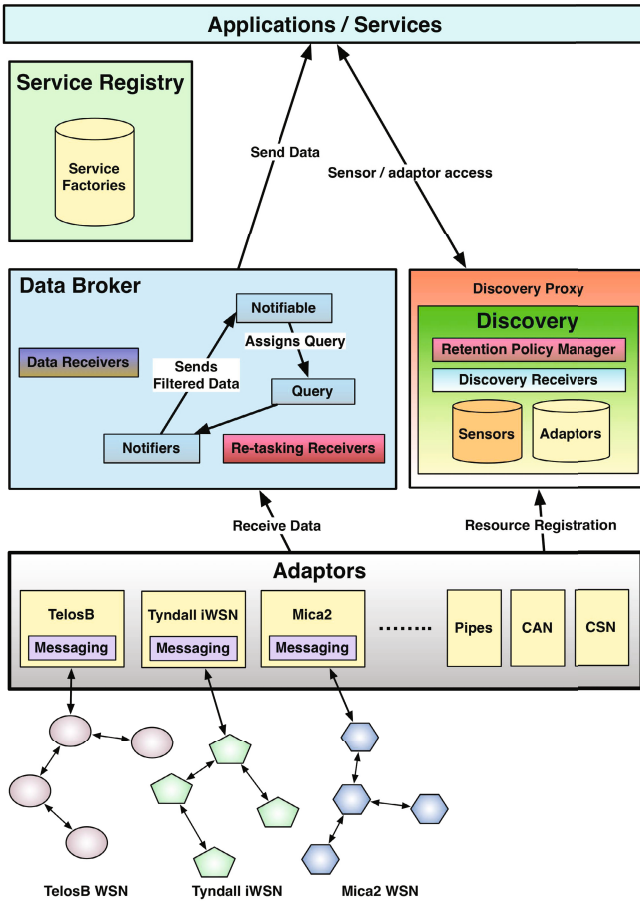 Applications / Services
Service Registry
Service
Factories
Send Data
Sensor / adaptor access
Data Broker
Notifiable
Assigns Query
Data Receivers
Sends
Filtered Data
Query
Notifiers
Re-tasking Receivers
Discovery Proxy
Discovery
Retention Policy Manager
Discovery Receivers
Sensors
Adaptors
Receive Data
Resource Registration
Adaptors
TelosB
Messaging
Tyndall iWSN
Messaging
Mica2
Messaging
........
Pipes
CAN
CSN
TelosB WSN
Tyndall iWSN
Mica2 WSN